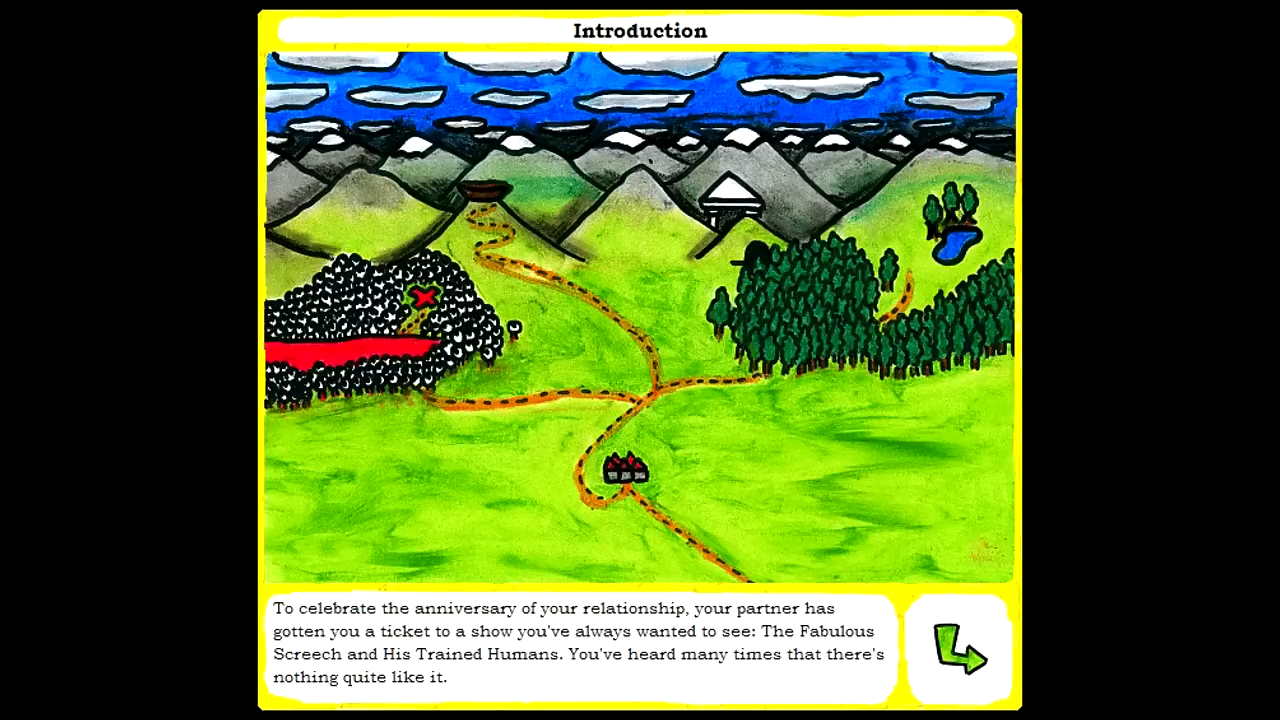 Introduction
To celebrate the anniversary of your relationship, your partner has
gotten you a ticket to a show you've always wanted to see: The Fabulous
Screech and His Trained Humans. You've heard many times that there's
nothing quite like it.